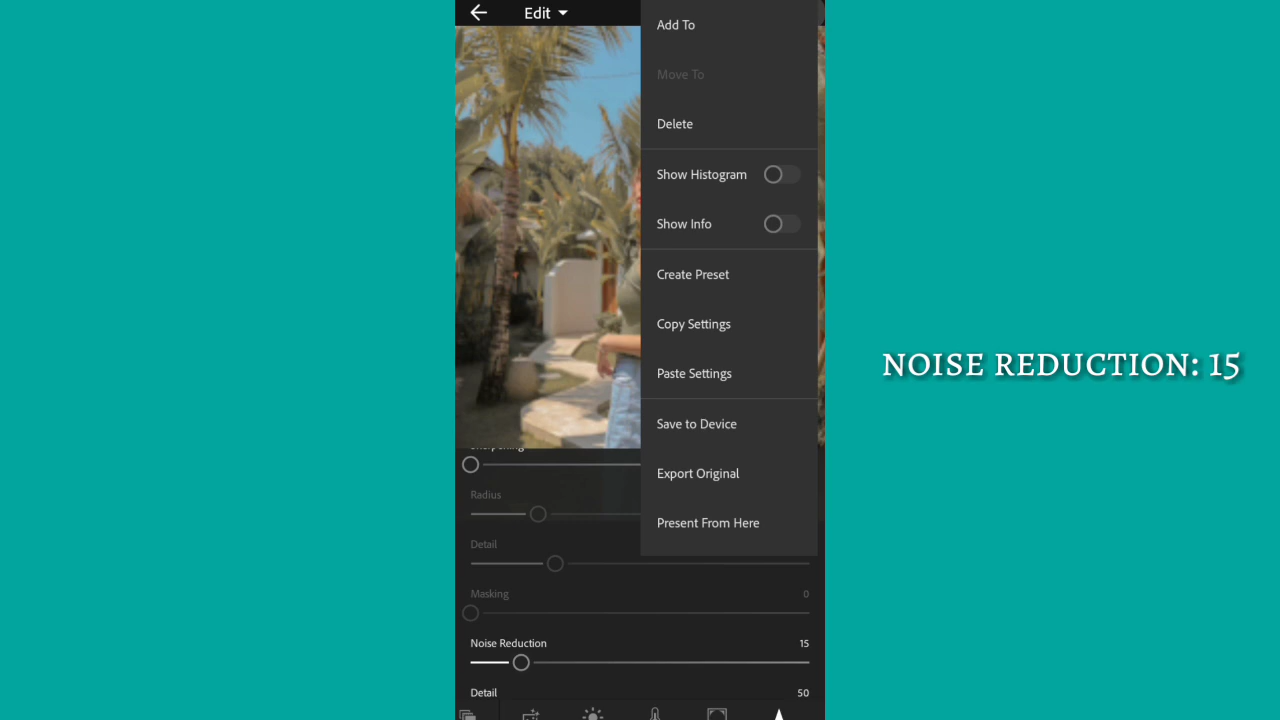 Edit
Add To
Move To
Delete
Show Histogram
Show Info
Create Preset
Copy Settings
Paste Settings
Save to Device
Export Original
Present From Here
NOISE REDUCTION: 15
Sharpening
Radius
Detail
Masking 0
Noise Reduction 15
Detail 50